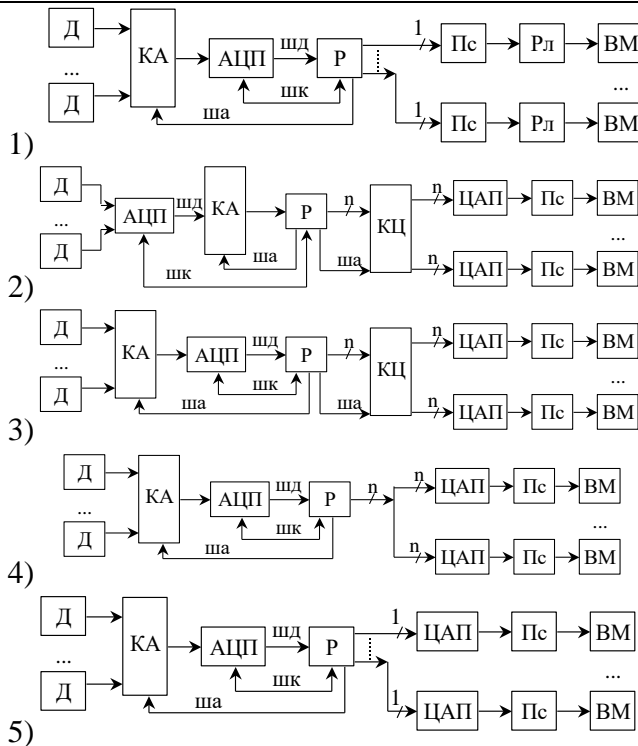 Д КА АЦП шд Р 1 Пс Рл ВМ
... шк ...
Д ша 1 Пс Рл ВМ
1)
Д АЦП шд КА Р n КЦ n ЦАП Пс ВМ
... ша ша ...
Д шк n ЦАП Пс ВМ
2)
Д КА АЦП шд Р n КЦ n ЦАП Пс ВМ
... шк ...
Д ша ша n ЦАП Пс ВМ
3)
Д КА АЦП шд Р n n ЦАП Пс ВМ
... шк ...
Д ша n ЦАП Пс ВМ
4)
Д КА АЦП шд Р 1 ЦАП Пс ВМ
... шк ...
Д ша 1 ЦАП Пс ВМ
5)